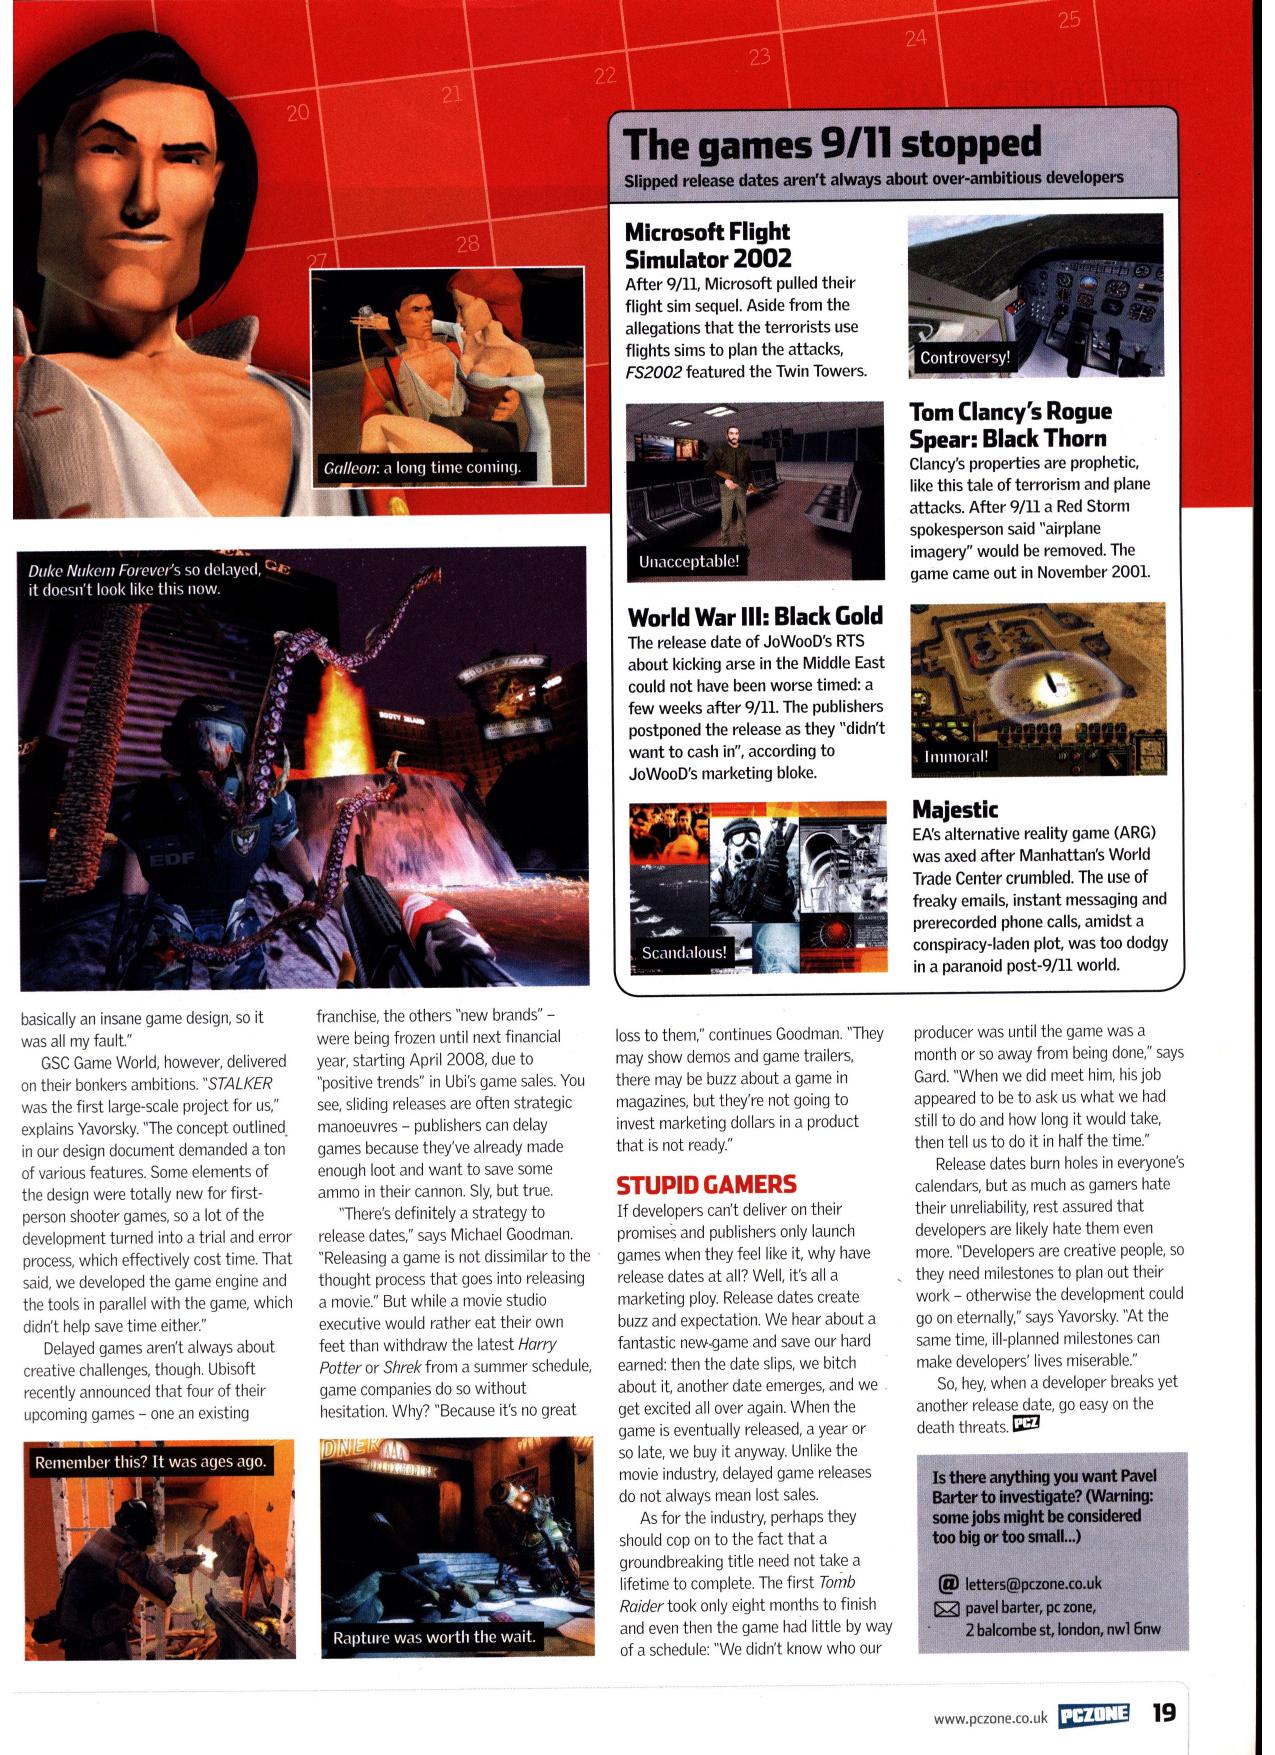 20
21
22
23
24
25
27
28
The games 9/11 stopped
Slipped release dates aren't always about over-ambitious developers
Microsoft Flight
Simulator 2002
After 9/11, Microsoft pulled their
flight sim sequel. Aside from the
allegations that the terrorists use
flights sims to plan the attacks,
FS2002 featured the Twin Towers.
Controversy!
Unacceptable!
Tom Clancy's Rogue
Spear: Black Thorn
Clancy's properties are prophetic,
like this tale of terrorism and plane
attacks. After 9/11 a Red Storm
spokesperson said "airplane
imagery" would be removed. The
game came out in November 2001.
World War III: Black Gold
The release date of JoWooD's RTS
about kicking arse in the Middle East
could not have been worse timed: a
few weeks after 9/11. The publishers
postponed the release as they "didn't
want to cash in", according to
JoWooD's marketing bloke.
Immoral!
Scandalous!
Majestic
EA's alternative reality game (ARG)
was axed after Manhattan's World
Trade Center crumbled. The use of
freaky emails, instant messaging and
prerecorded phone calls, amidst a
conspiracy-laden plot, was too dodgy
in a paranoid post-9/11 world.
Galleon: a long time coming.
Duke Nukem Forever's so delayed,
it doesn't look like this now.
BOOTY ISLAND
EDF
basically an insane game design, so it
was all my fault."
GSC Game World, however, delivered
on their bonkers ambitions. "STALKER
was the first large-scale project for us,"
explains Yavorsky. "The concept outlined
in our design document demanded a ton
of various features. Some elements of
the design were totally new for first-
person shooter games, so a lot of the
development turned into a trial and error
process, which effectively cost time. That
said, we developed the game engine and
the tools in parallel with the game, which
didn't help save time either."
Delayed games aren't always about
creative challenges, though. Ubisoft
recently announced that four of their
upcoming games – one an existing
franchise, the others "new brands" –
were being frozen until next financial
year, starting April 2008, due to
"positive trends" in Ubi's game sales. You
see, sliding releases are often strategic
manoeuvres – publishers can delay
games because they've already made
enough loot and want to save some
ammo in their cannon. Sly, but true.
"There's definitely a strategy to
release dates," says Michael Goodman.
"Releasing a game is not dissimilar to the
thought process that goes into releasing
a movie." But while a movie studio
executive would rather eat their own
feet than withdraw the latest Harry
Potter or Shrek from a summer schedule,
game companies do so without
hesitation. Why? "Because it's no great
loss to them," continues Goodman. "They
may show demos and game trailers,
there may be buzz about a game in
magazines, but they're not going to
invest marketing dollars in a product
that is not ready."
STUPID GAMERS
If developers can't deliver on their
promises and publishers only launch
games when they feel like it, why have
release dates at all? Well, it's all a
marketing ploy. Release dates create
buzz and expectation. We hear about a
fantastic new-game and save our hard
earned: then the date slips, we bitch
about it, another date emerges, and we
get excited all over again. When the
game is eventually released, a year or
so late, we buy it anyway. Unlike the
movie industry, delayed game releases
do not always mean lost sales.
As for the industry, perhaps they
should cop on to the fact that a
groundbreaking title need not take a
lifetime to complete. The first Tomb
Raider took only eight months to finish
and even then the game had little by way
of a schedule: "We didn't know who our
producer was until the game was a
month or so away from being done," says
Gard. "When we did meet him, his job
appeared to be to ask us what we had
still to do and how long it would take,
then tell us to do it in half the time."
Release dates burn holes in everyone's
calendars, but as much as gamers hate
their unreliability, rest assured that
developers are likely hate them even
more. "Developers are creative people, so
they need milestones to plan out their
work – otherwise the development could
go on eternally," says Yavorsky. "At the
same time, ill-planned milestones can
make developers' lives miserable."
So, hey, when a developer breaks yet
another release date, go easy on the
death threats. PCZ
Remember this? It was ages ago.
Rapture was worth the wait.
Is there anything you want Pavel
Barter to investigate? (Warning:
some jobs might be considered
too big or too small...)
@ letters@pczone.co.uk
pavel barter, pc zone,
2 balcombe st, london, nw1 6nw
www.pczone.co.uk PCZONE 19